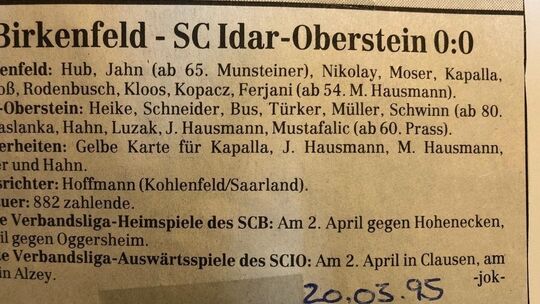 Birkenfeld - SC Idar-Oberstein 0:0
enfeld: Hub, Jahn (ab 65. Munsteiner), Nikolay, Moser, Kapalla,
oß, Rodenbusch, Kloos, Kopacz, Ferjani (ab 54. M. Hausmann).
-Oberstein: Heike, Schneider, Bus, Türker, Müller, Schwinn (ab 80.
aslanka, Hahn, Luzak, J. Hausmann, Mustafalic (ab 60. Prass).
erheiten: Gelbe Karte für Kapalla, J. Hausmann, M. Hausmann,
er und Hahn.
srichter: Hoffmann (Kohlenfeld/Saarland).
uer: 882 zahlende.
e Verbandsliga-Heimspiele des SCB: Am 2. April gegen Hohenecken,
il gegen Oggersheim.
e Verbandsliga-Auswärtsspiele des SCIO: Am 2. April in Clausen, am
in Alzey. -jok-
20.03.95